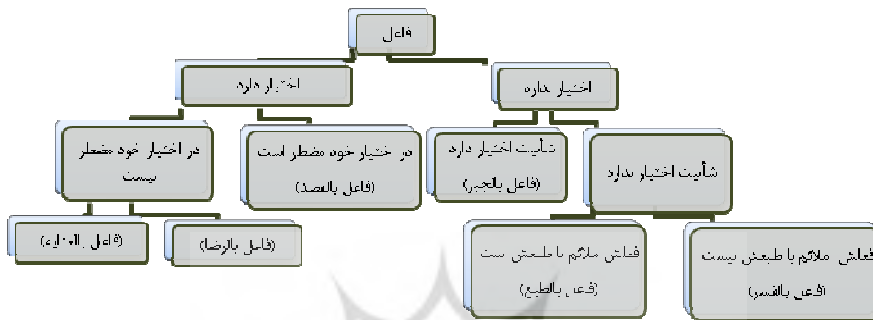 فاعل
اختیار ندارد
اختیار دارد
شأنیت اختیار ندارد
شأنیت اختیار دارد
(فاعل بالجبر)
در اختیار خود مضطر است
(فاعل بالقصد)
در اختیار خود مضطر
نیست
فعلش ملائم با طبعش نیست
(فاعل بالقسر)
فعلش ملائم با طبعش است
(فاعل بالطبع)
(فاعل بالرضا)
(فاعل بالعنایه)